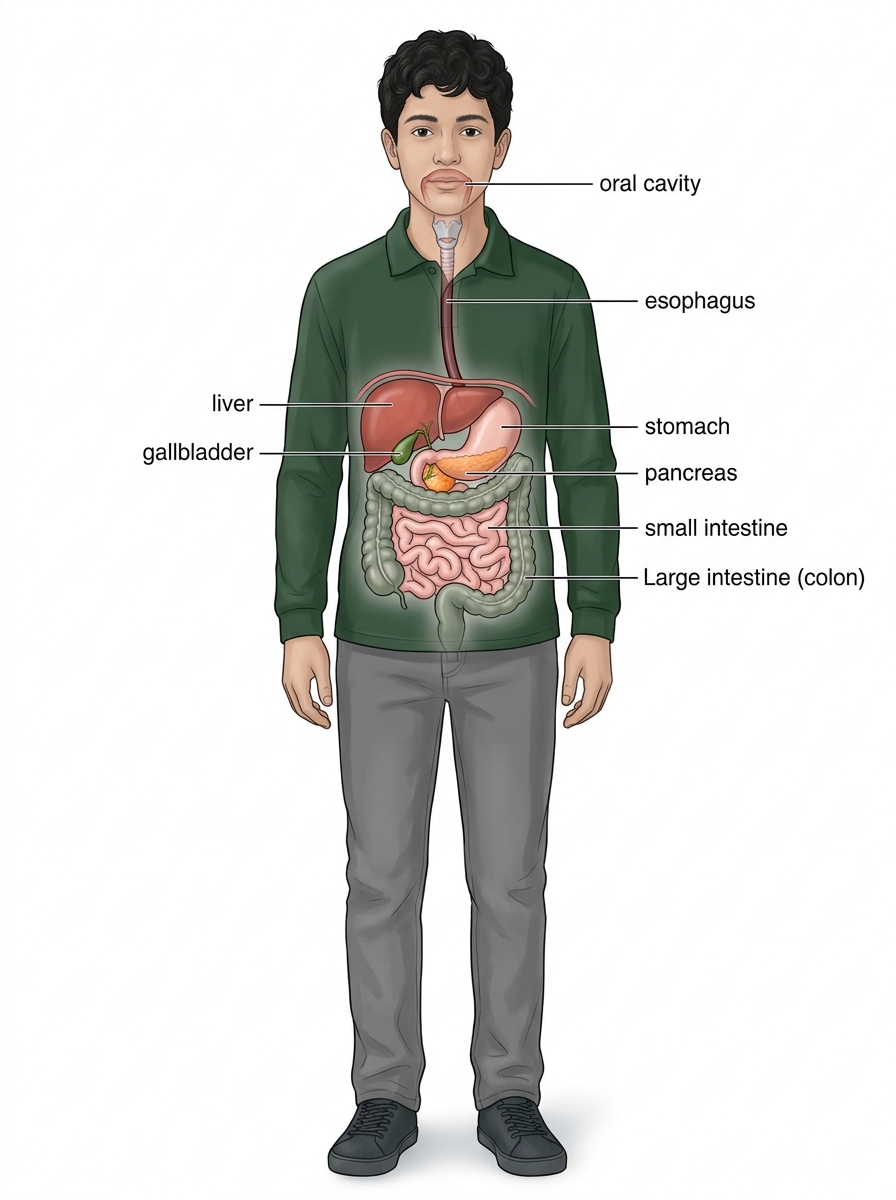 oral cavity
esophagus
liver
stomach
gallbladder
pancreas
small intestine
Large intestine (colon)